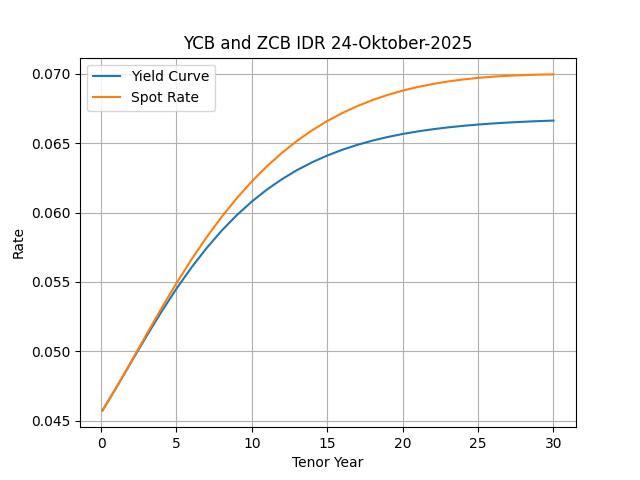 YCB and ZCB IDR 24-Oktober-2025
Yield Curve
Spot Rate
0.070
0.065
0.060
0.055
0.050
0.045
Rate
0 5 10 15 20 25 30
Tenor Year